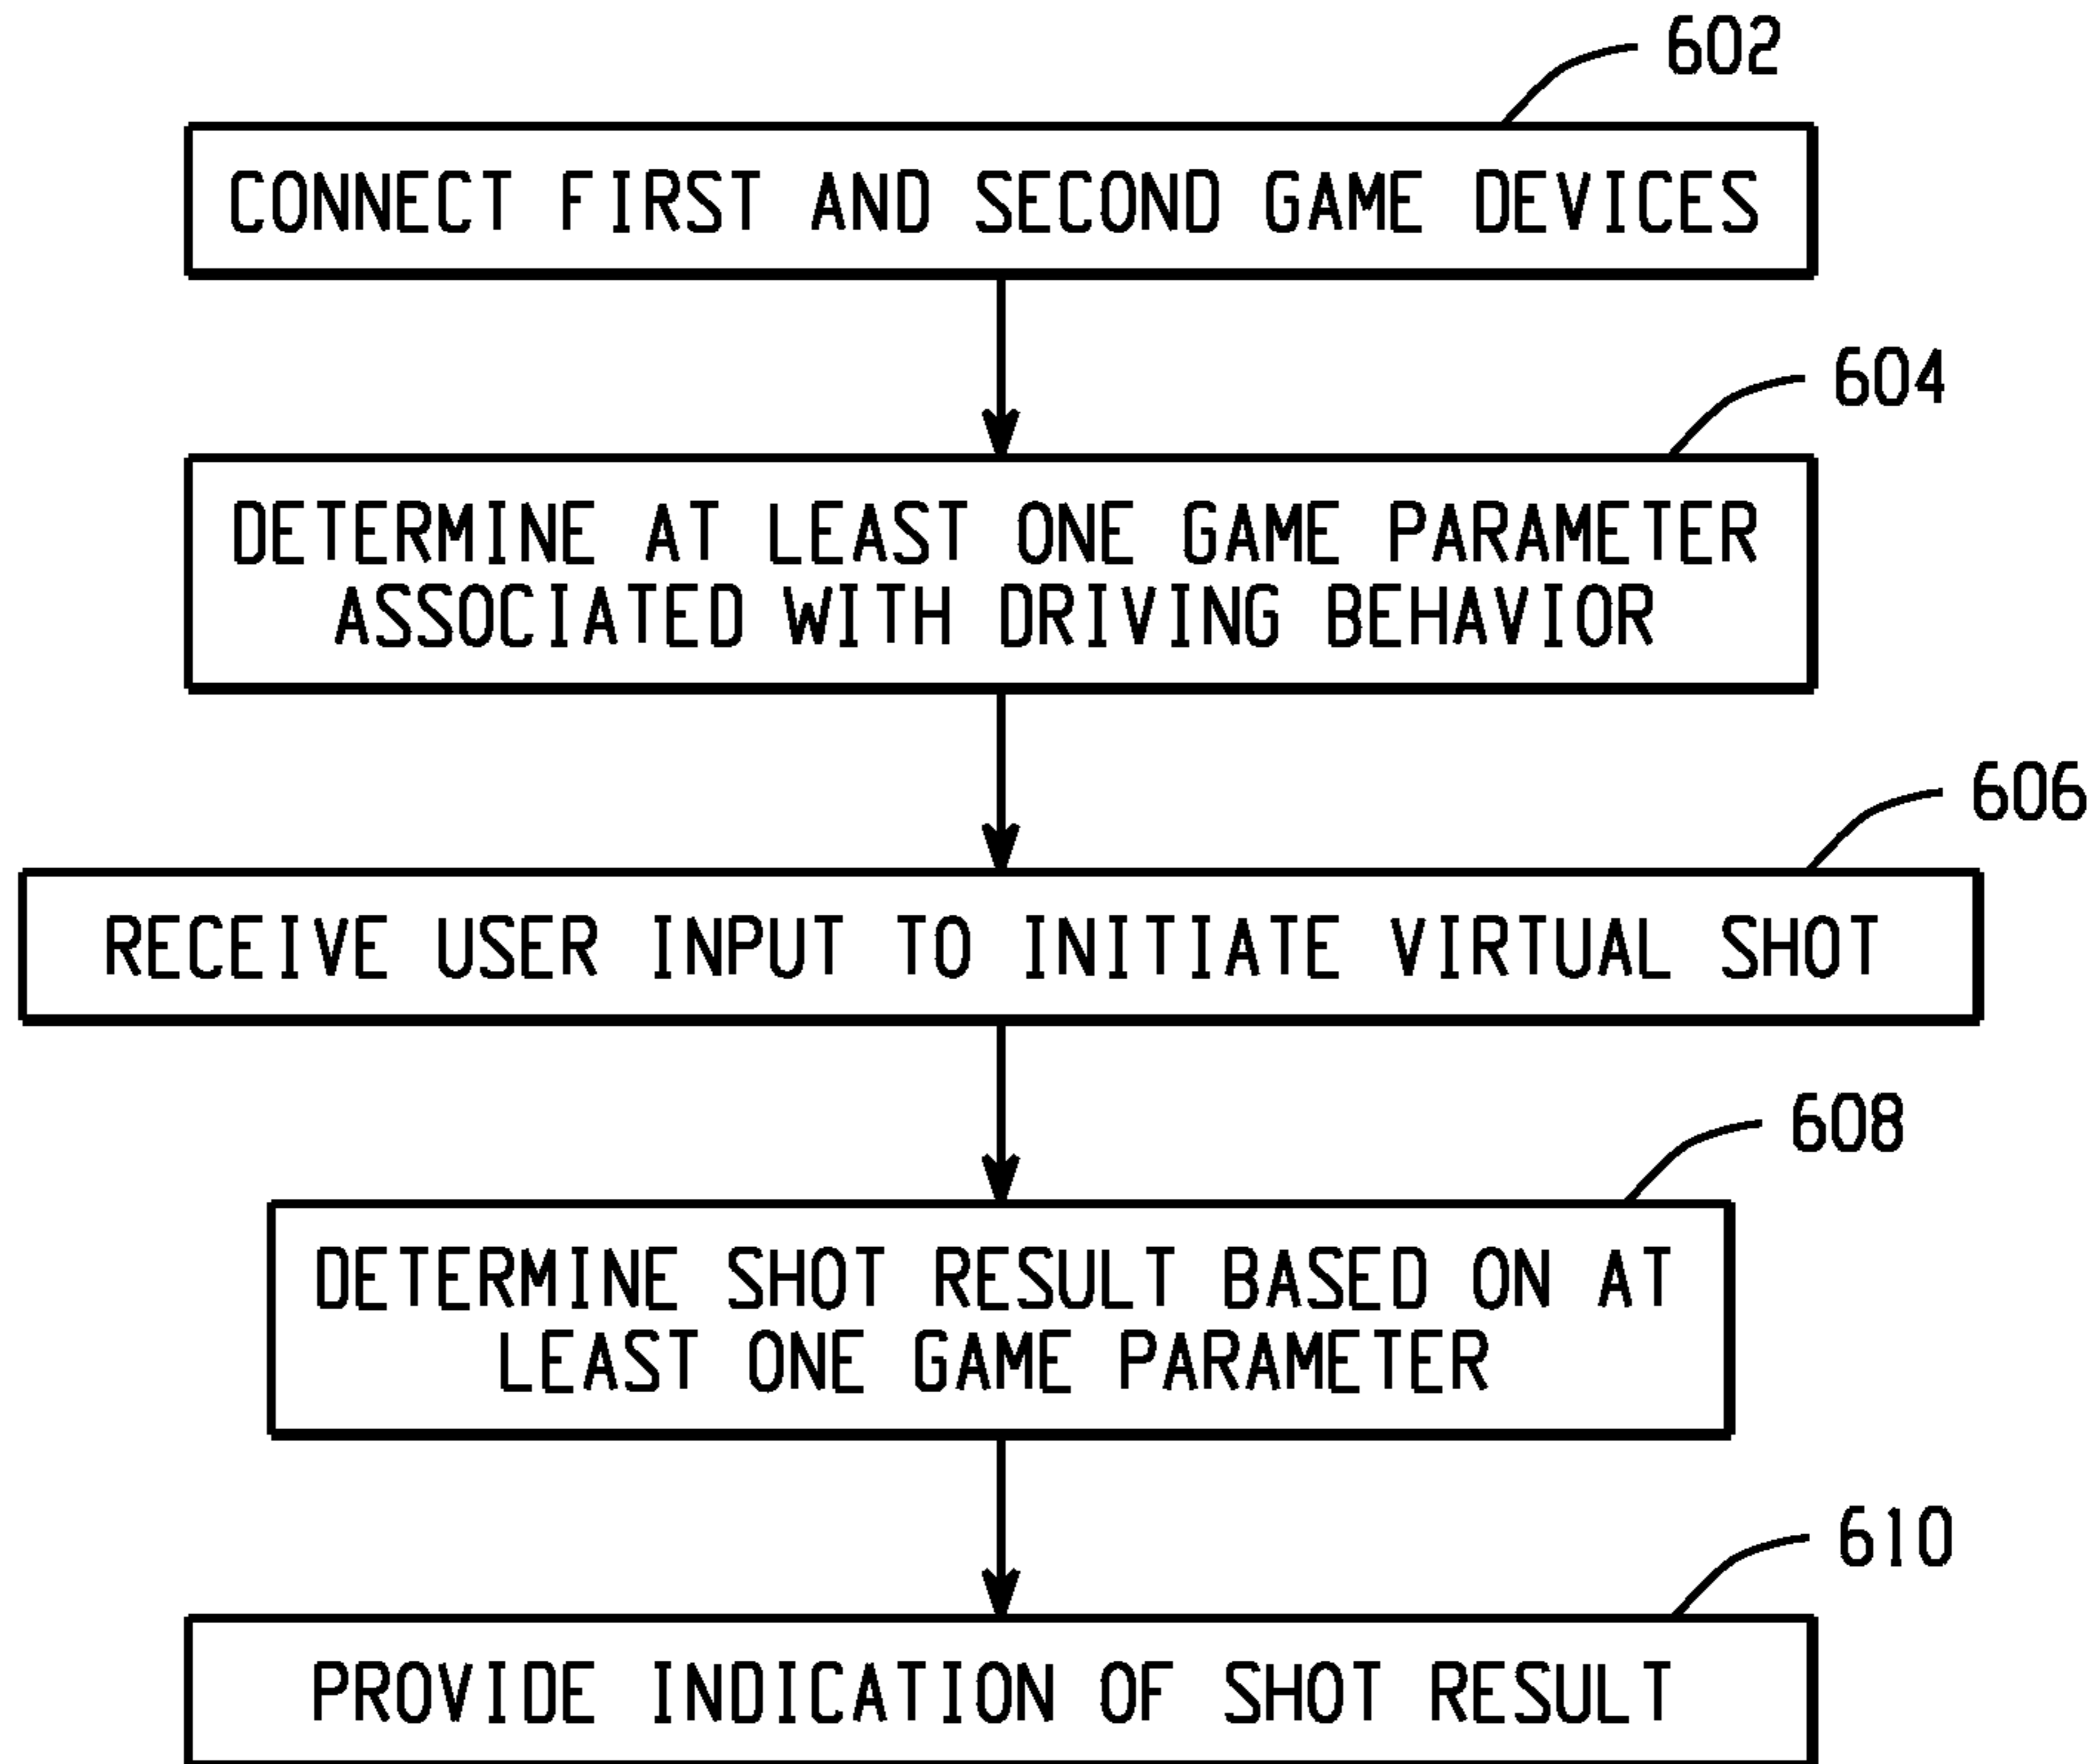 602
CONNECT FIRST AND SECOND GAME DEVICES
604
DETERMINE AT LEAST ONE GAME PARAMETER
ASSOCIATED WITH DRIVING BEHAVIOR
606
RECEIVE USER INPUT TO INITIATE VIRTUAL SHOT
608
DETERMINE SHOT RESULT BASED ON AT
LEAST ONE GAME PARAMETER
610
PROVIDE INDICATION OF SHOT RESULT